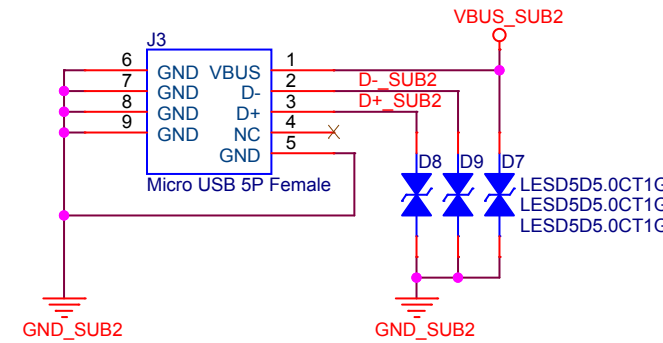 VBUS_SUB2
J3
6 GND VBUS 1
7 GND D- 2 D-_SUB2
8 GND D+ 3 D+_SUB2
9 GND NC 4
GND 5
Micro USB 5P Female
D8 D9 D7
LESD5D5.0CT1G
LESD5D5.0CT1G
LESD5D5.0CT1G
GND_SUB2
GND_SUB2